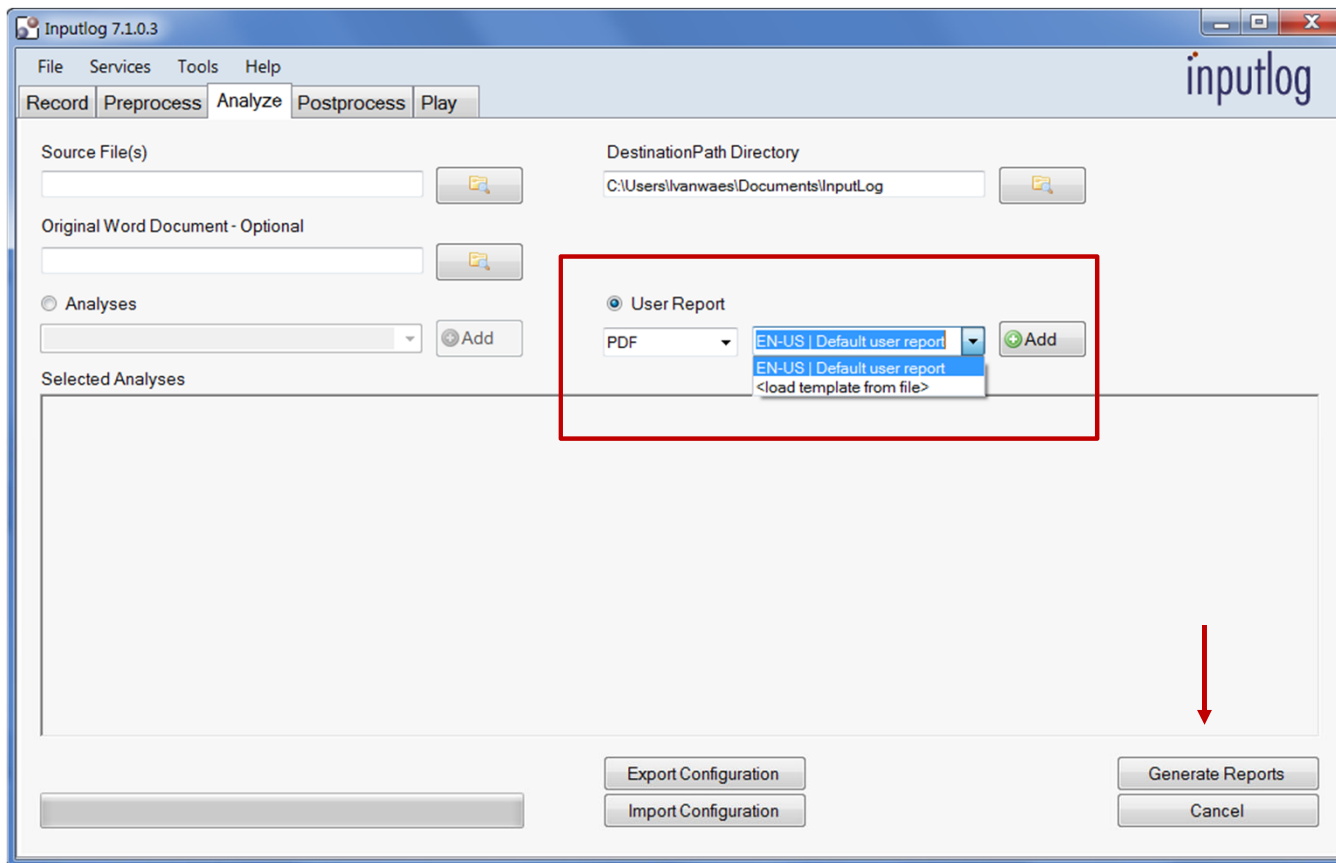 Inputlog 7.1.0.3
File Services Tools Help
inputlog
Record Preprocess Analyze Postprocess Play
Source File(s)
DestinationPath Directory
C:\Users\lvanwaes\Documents\InputLog
Original Word Document - Optional
Analyses
User Report
Add
PDF
EN-US | Default user report
Add
EN-US | Default user report
<load template from file>
Selected Analyses
Export Configuration
Generate Reports
Import Configuration
Cancel